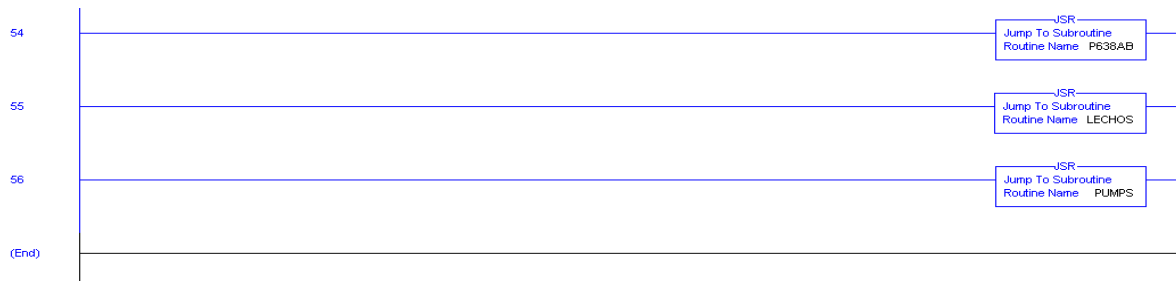 54
JSR
Jump To Subroutine
Routine Name P638AB
55
JSR
Jump To Subroutine
Routine Name LECHOS
56
JSR
Jump To Subroutine
Routine Name PUMPS
(End)